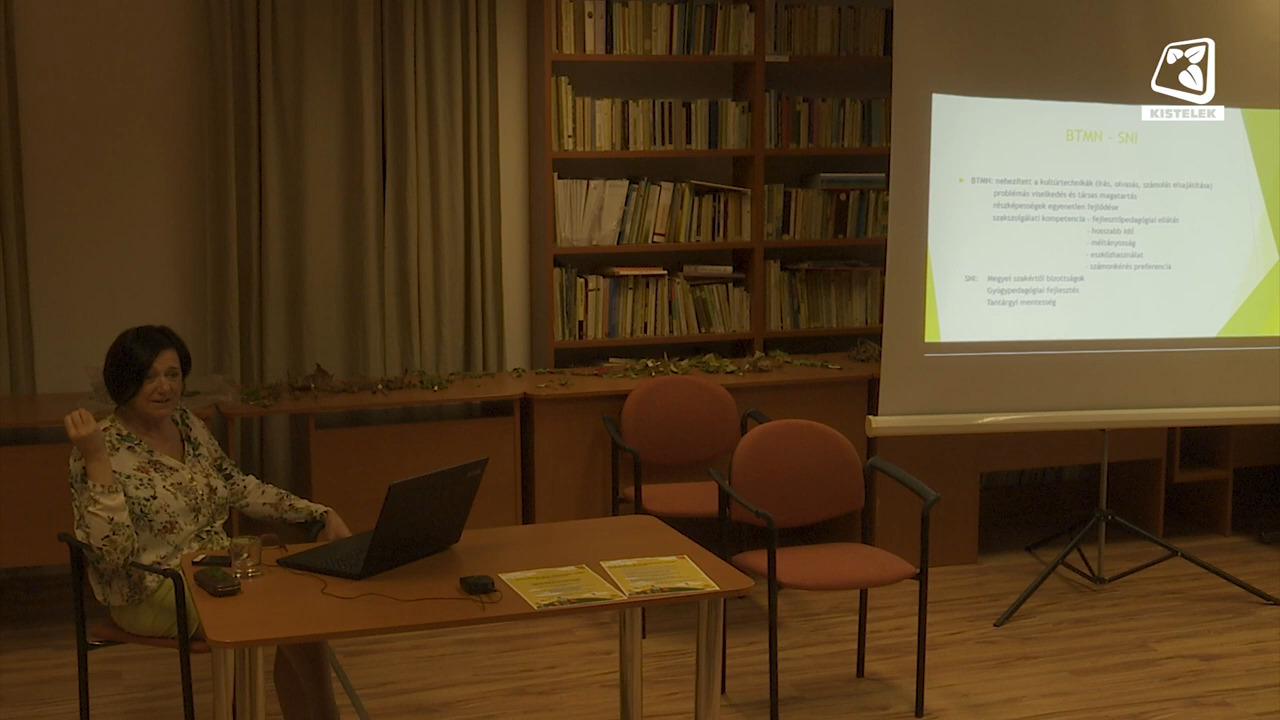 KISTELEK
BTMN - SNI
BTMN: nehezített a kultúrtechnikák (írás, olvasás, számolás elsajátítása)
problémás viselkedés és társas magatartás
részképességek egyenetlen fejlődése
szakszolgálati kompetencia - fejlesztőpedagógiai ellátás
- hosszabb idő
- méltányosság
- eszközhasználat
- számonkérés preferencia
SNI: Megyei szakértői bizottságok
Gyógypedagógiai fejlesztés
Tantárgyi mentesség